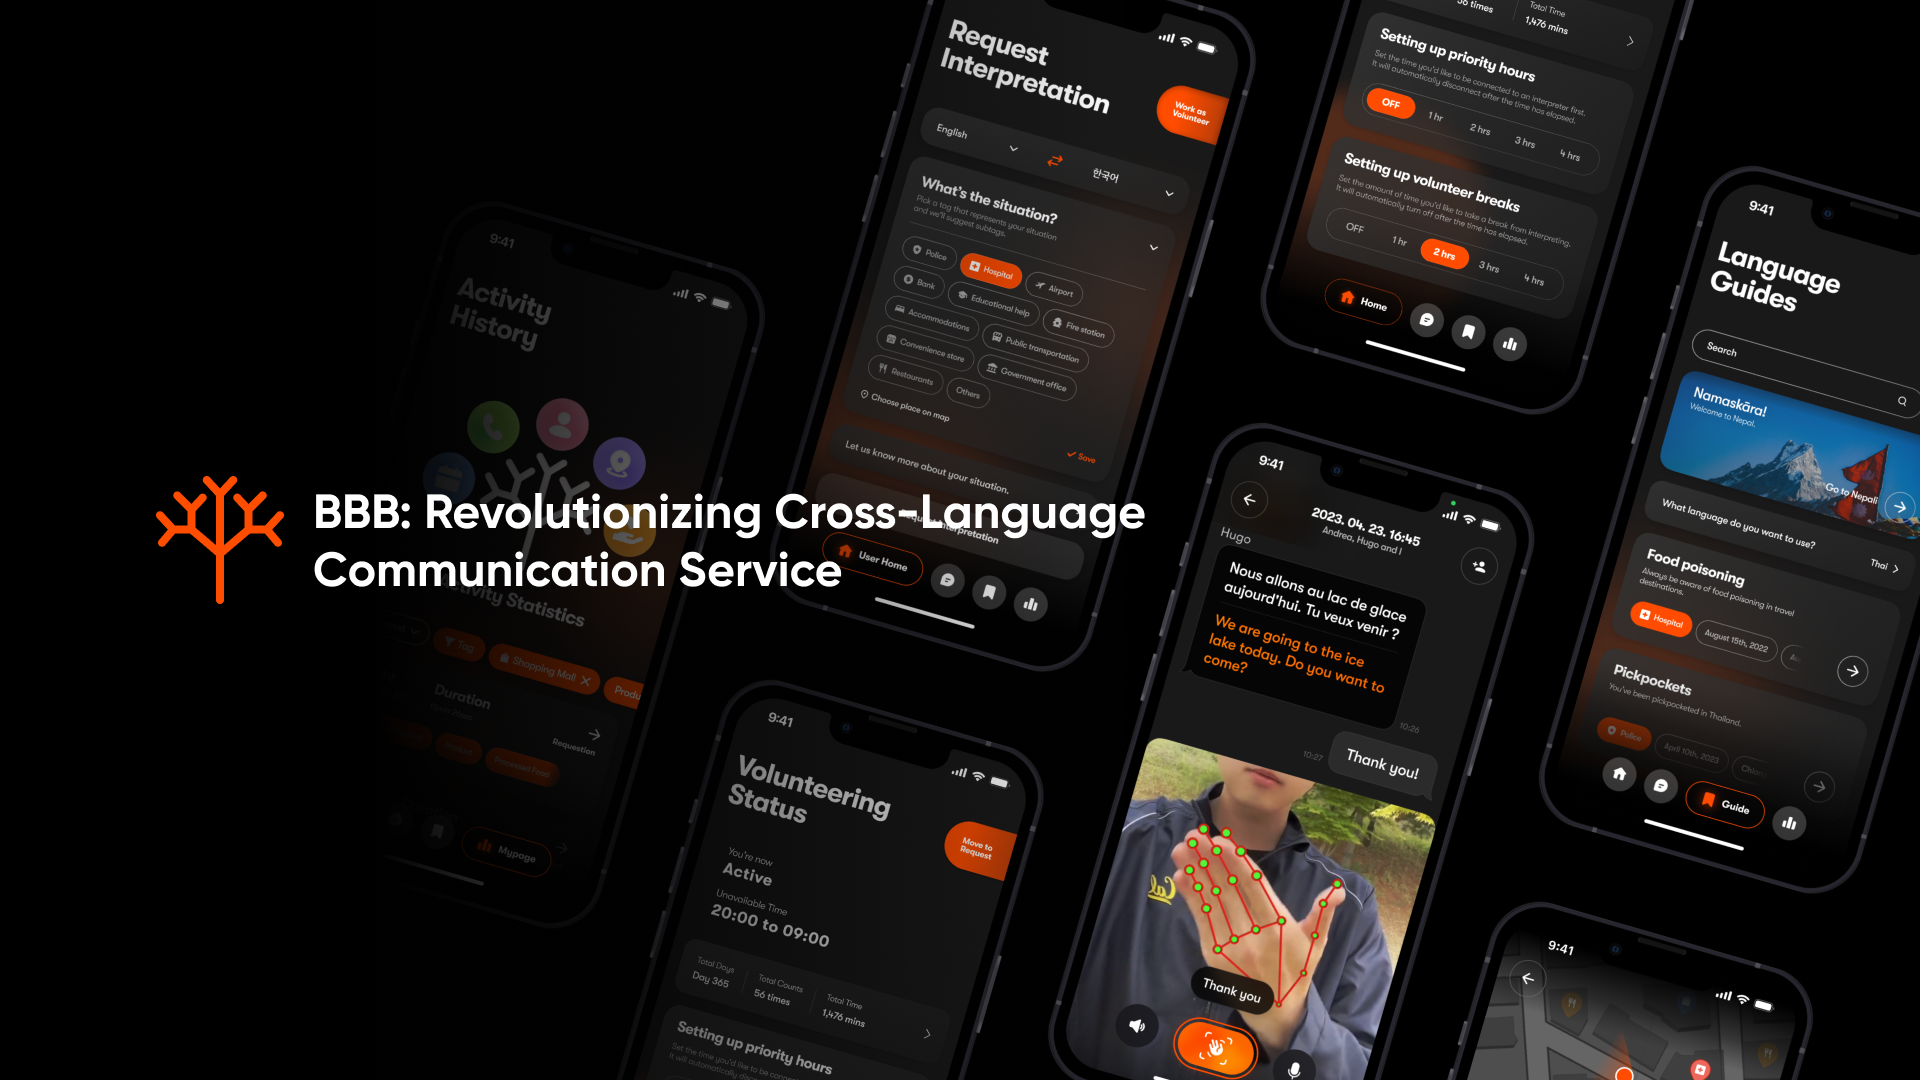 BBB: Revolutionizing Cross-Language
Communication Service
9:41
Activity
History
Activity Statistics
Tag
Shopping Mall
Duration
Requestion
Product
Processed Food
Mypage
Request
Interpretation
Work as
Volunteer
English
한국어
What's the situation?
Pick a tag that represents your situation
and we'll suggest subtags.
Police
Hospital
Airport
Bank
Educational help
Fire station
Accommodations
Public transportation
Convenience store
Government office
Restaurants
Others
Choose place on map
Save
Let us know more about your situation.
User Home
9:41
Volunteering
Status
Move to
Request
You're now
Active
Unavailable Time
20:00 to 09:00
Total Days
Day 365
Total Counts
56 times
Total Time
1,476 mins
Setting up priority hours
56 times
Total Time
1,476 mins
Setting up priority hours
Set the time you'd like to be connected to an interpreter first.
It will automatically disconnect after the time has elapsed.
OFF
1 hr
2 hrs
3 hrs
4 hrs
Setting up volunteer breaks
Set the amount of time you'd like to take a break from interpreting.
It will automatically turn off after the time has elapsed.
OFF
1 hr
2 hrs
3 hrs
4 hrs
Home
9:41
2023. 04. 23. 16:45
Andrea, Hugo and I
Hugo
Nous allons au lac de glace
aujourd'hui. Tu veux venir ?
We are going to the ice
lake today. Do you want to
come?
10:26
10:27
Thank you!
Cal
Thank you
9:41
Language
Guides
Search
Namaskāra!
Welcome to Nepal.
Go to Nepali
What language do you want to use?
Thai
Food poisoning
Always be aware of food poisoning in travel
destinations.
Hospital
August 15th, 2022
Pickpockets
You've been pickpocketed in Thailand.
Police
April 10th, 2023
Guide
9:41